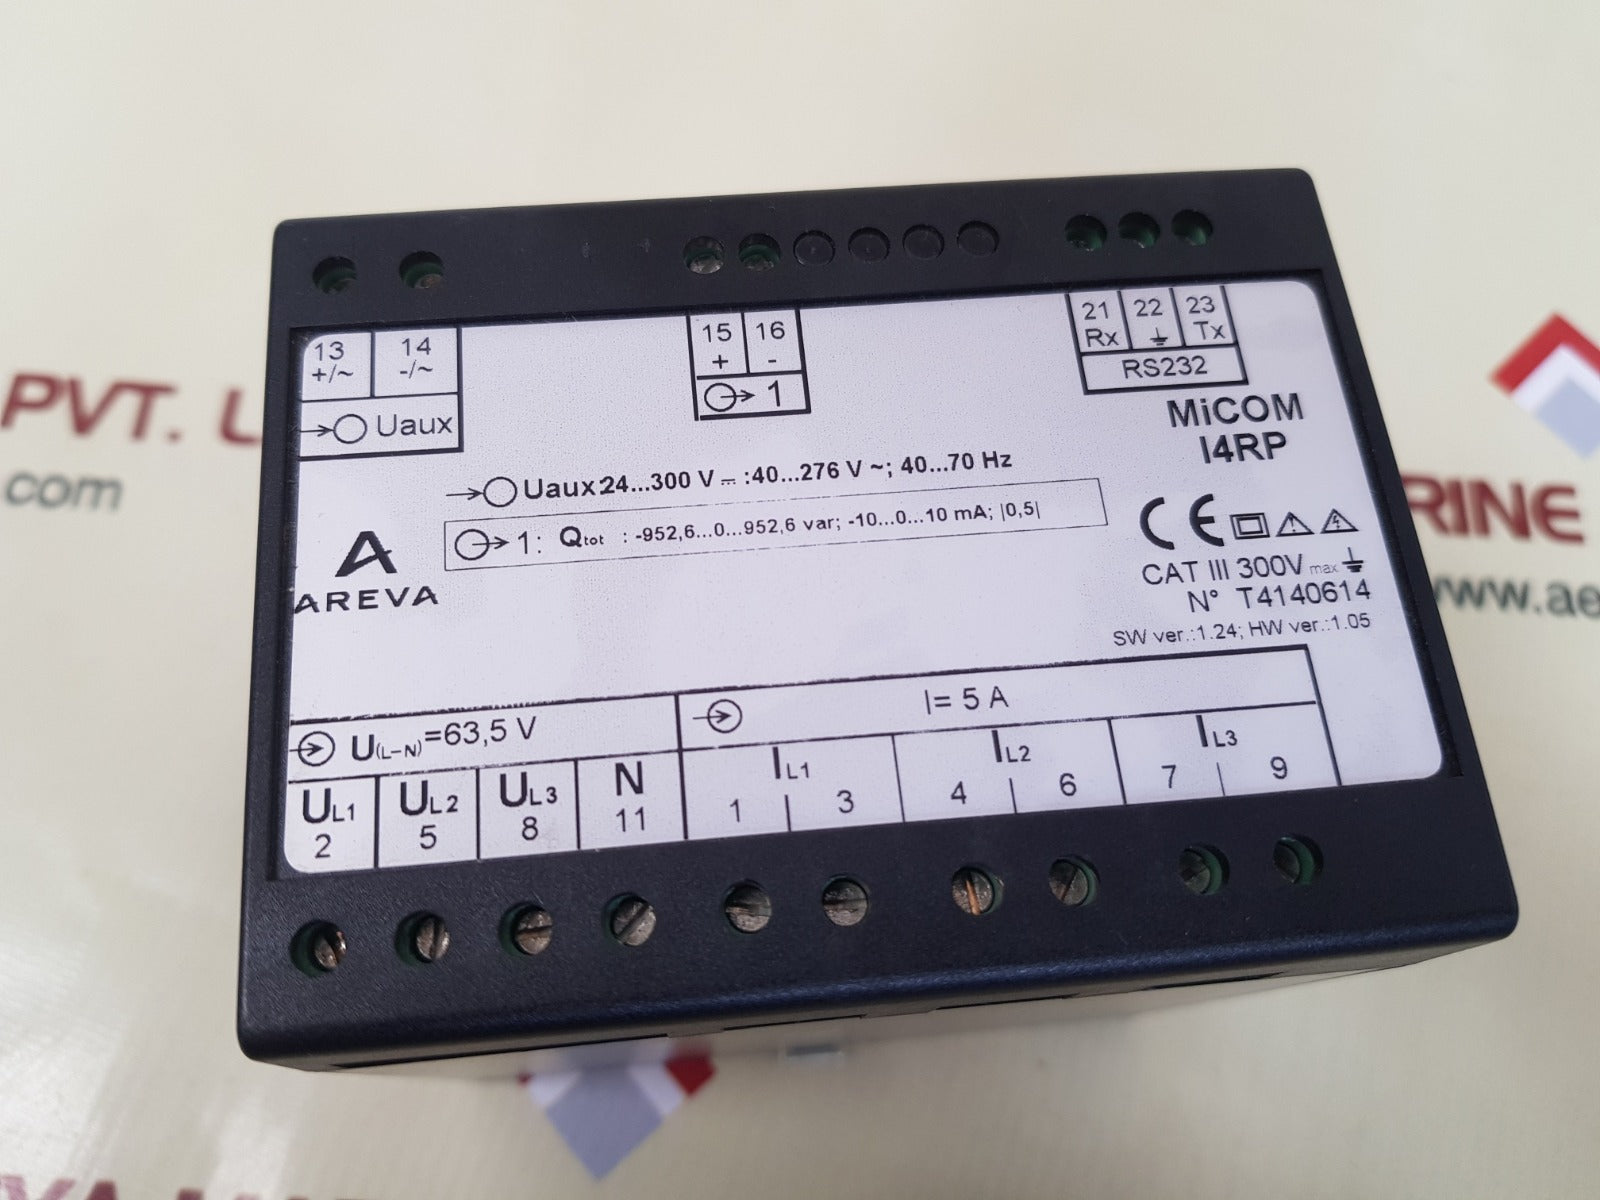 13 14
+/~ -/~
Uaux
15 16
+ -
1
21 22 23
Rx Tx
RS232
MiCOM
I4RP
Uaux24...300 V ⎓ :40...276 V ~; 40...70 Hz
1: Qtot : -952,6...0...952,6 var; -10...0...10 mA; |0,5|
AREVA
CE
CAT III 300V max
N° T4140614
SW ver.:1.24; HW ver.:1.05
U(L-N)=63,5 V
I= 5 A
UL1 UL2 UL3 N IL1 IL2 IL3
2 5 8 11 1 3 4 6 7 9
PVT.
com
RINE
www.ae